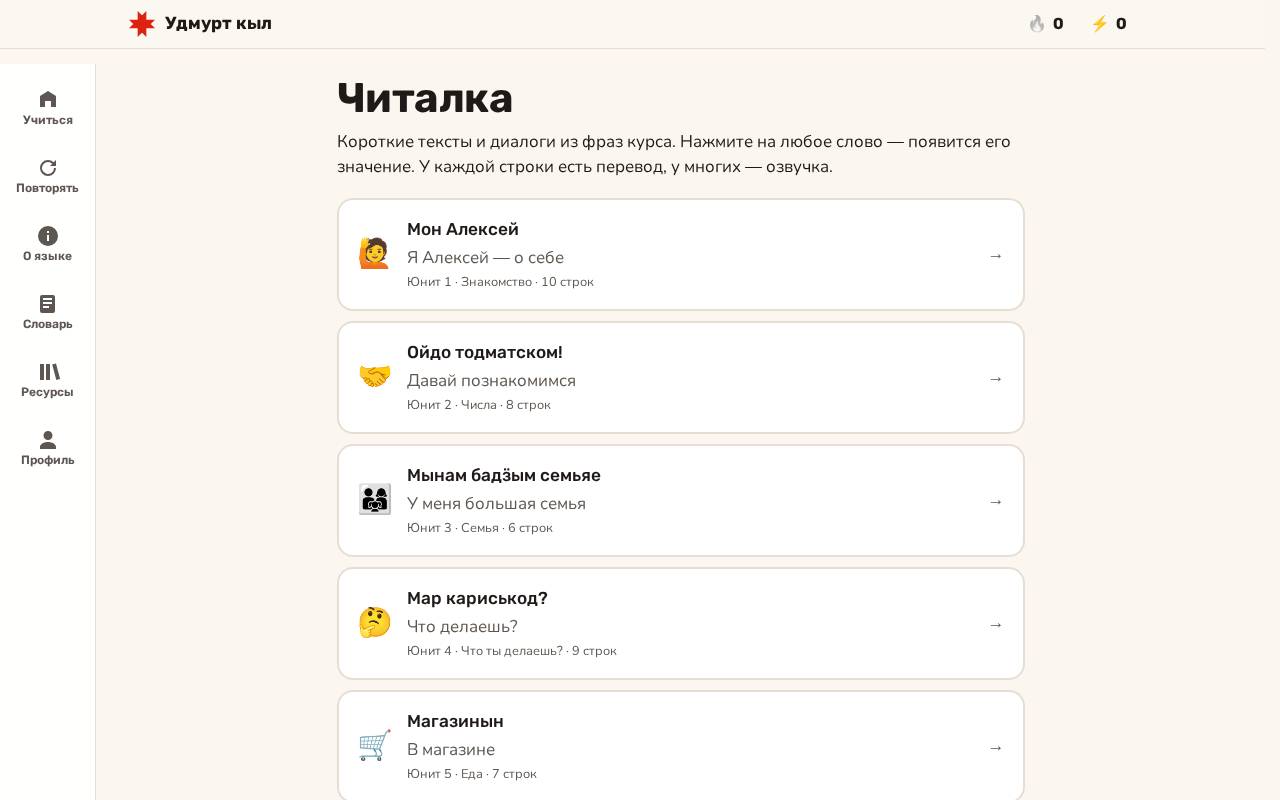 Удмурт кыл
0
0
Учиться
Повторять
О языке
Словарь
Ресурсы
Профиль
Читалка
Короткие тексты и диалоги из фраз курса. Нажмите на любое слово — появится его
значение. У каждой строки есть перевод, у многих — озвучка.
Мон Алексей
Я Алексей — о себе
Юнит 1 · Знакомство · 10 строк
→
Ойдо тодматском!
Давай познакомимся
Юнит 2 · Числа · 8 строк
→
Мынам бадӟым семьяе
У меня большая семья
Юнит 3 · Семья · 6 строк
→
Мар кариськод?
Что делаешь?
Юнит 4 · Что ты делаешь? · 9 строк
→
Магазинын
В магазине
Юнит 5 · Еда · 7 строк
→